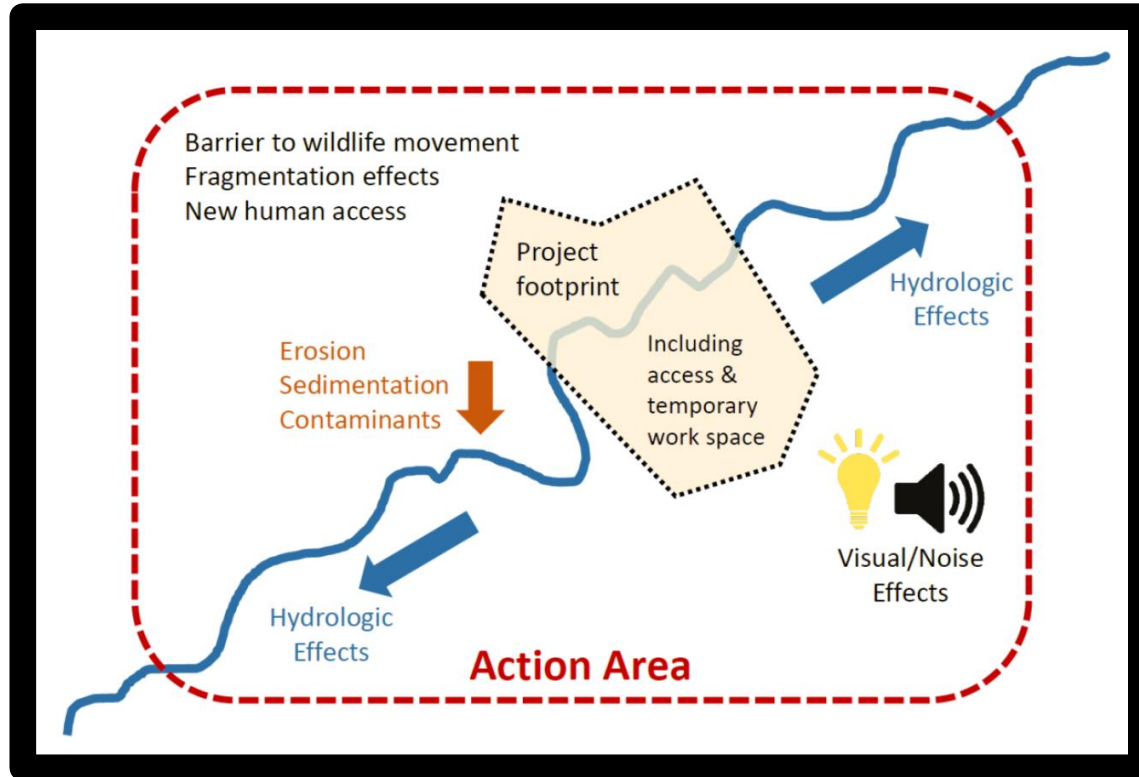 Barrier to wildlife movement
Fragmentation effects
New human access
Project
footprint
Hydrologic
Effects
Including
access &
temporary
work space
Erosion
Sedimentation
Contaminants
Visual/Noise
Effects
Hydrologic
Effects
Action Area